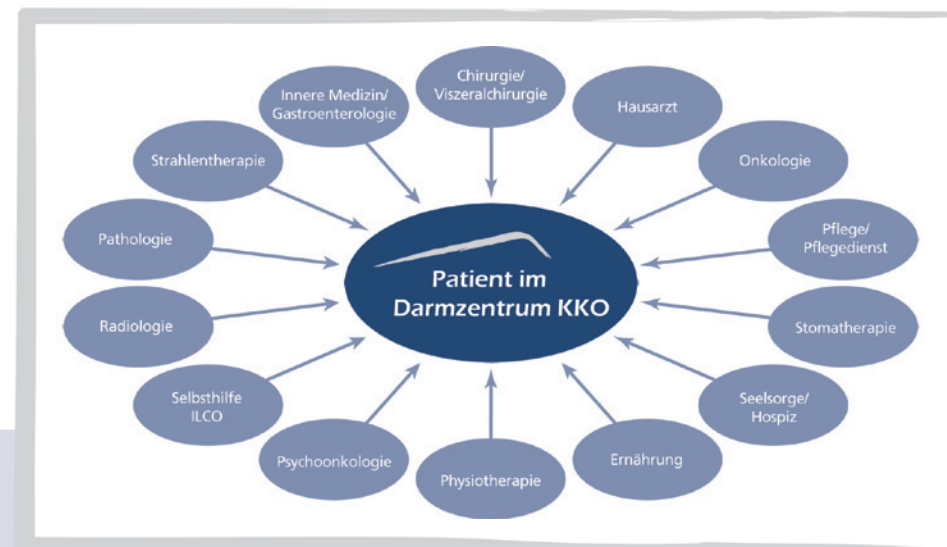 Chirurgie/
Viszeralchirurgie
Hausarzt
Onkologie
Pflege/
Pflegedienst
Stomatherapie
Seelsorge/
Hospiz
Ernährung
Physiotherapie
Psychoonkologie
Selbsthilfe
ILCO
Radiologie
Pathologie
Strahlentherapie
Innere Medizin/
Gastroenterologie
Patient im
Darmzentrum KKO